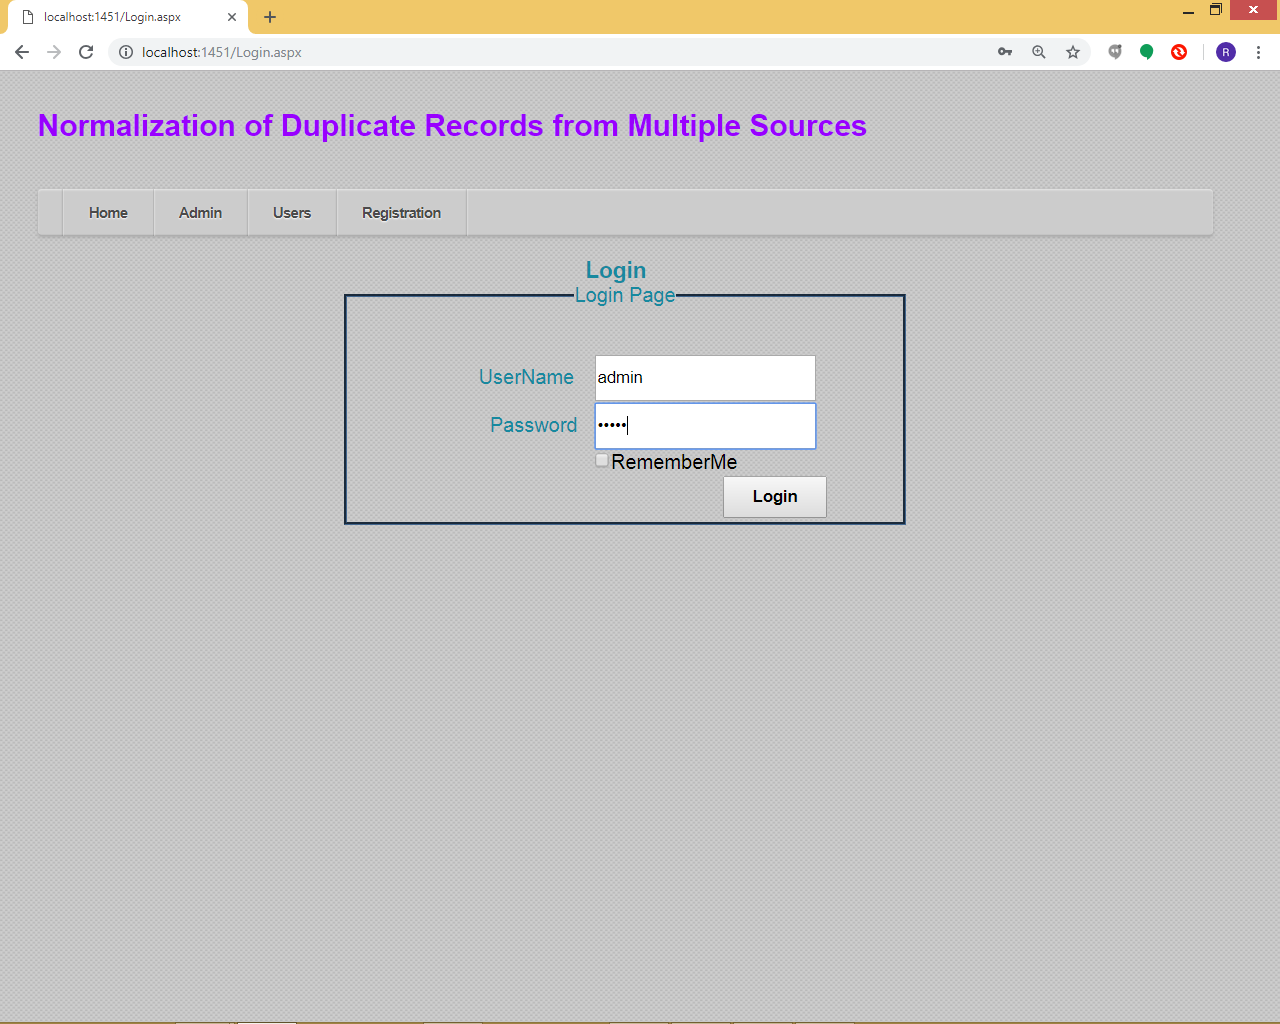 localhost:1451/Login.aspx
localhost:1451/Login.aspx
R
Normalization of Duplicate Records from Multiple Sources
Home Admin Users Registration
Login
Login Page
UserName admin
Password •••••
RememberMe
Login